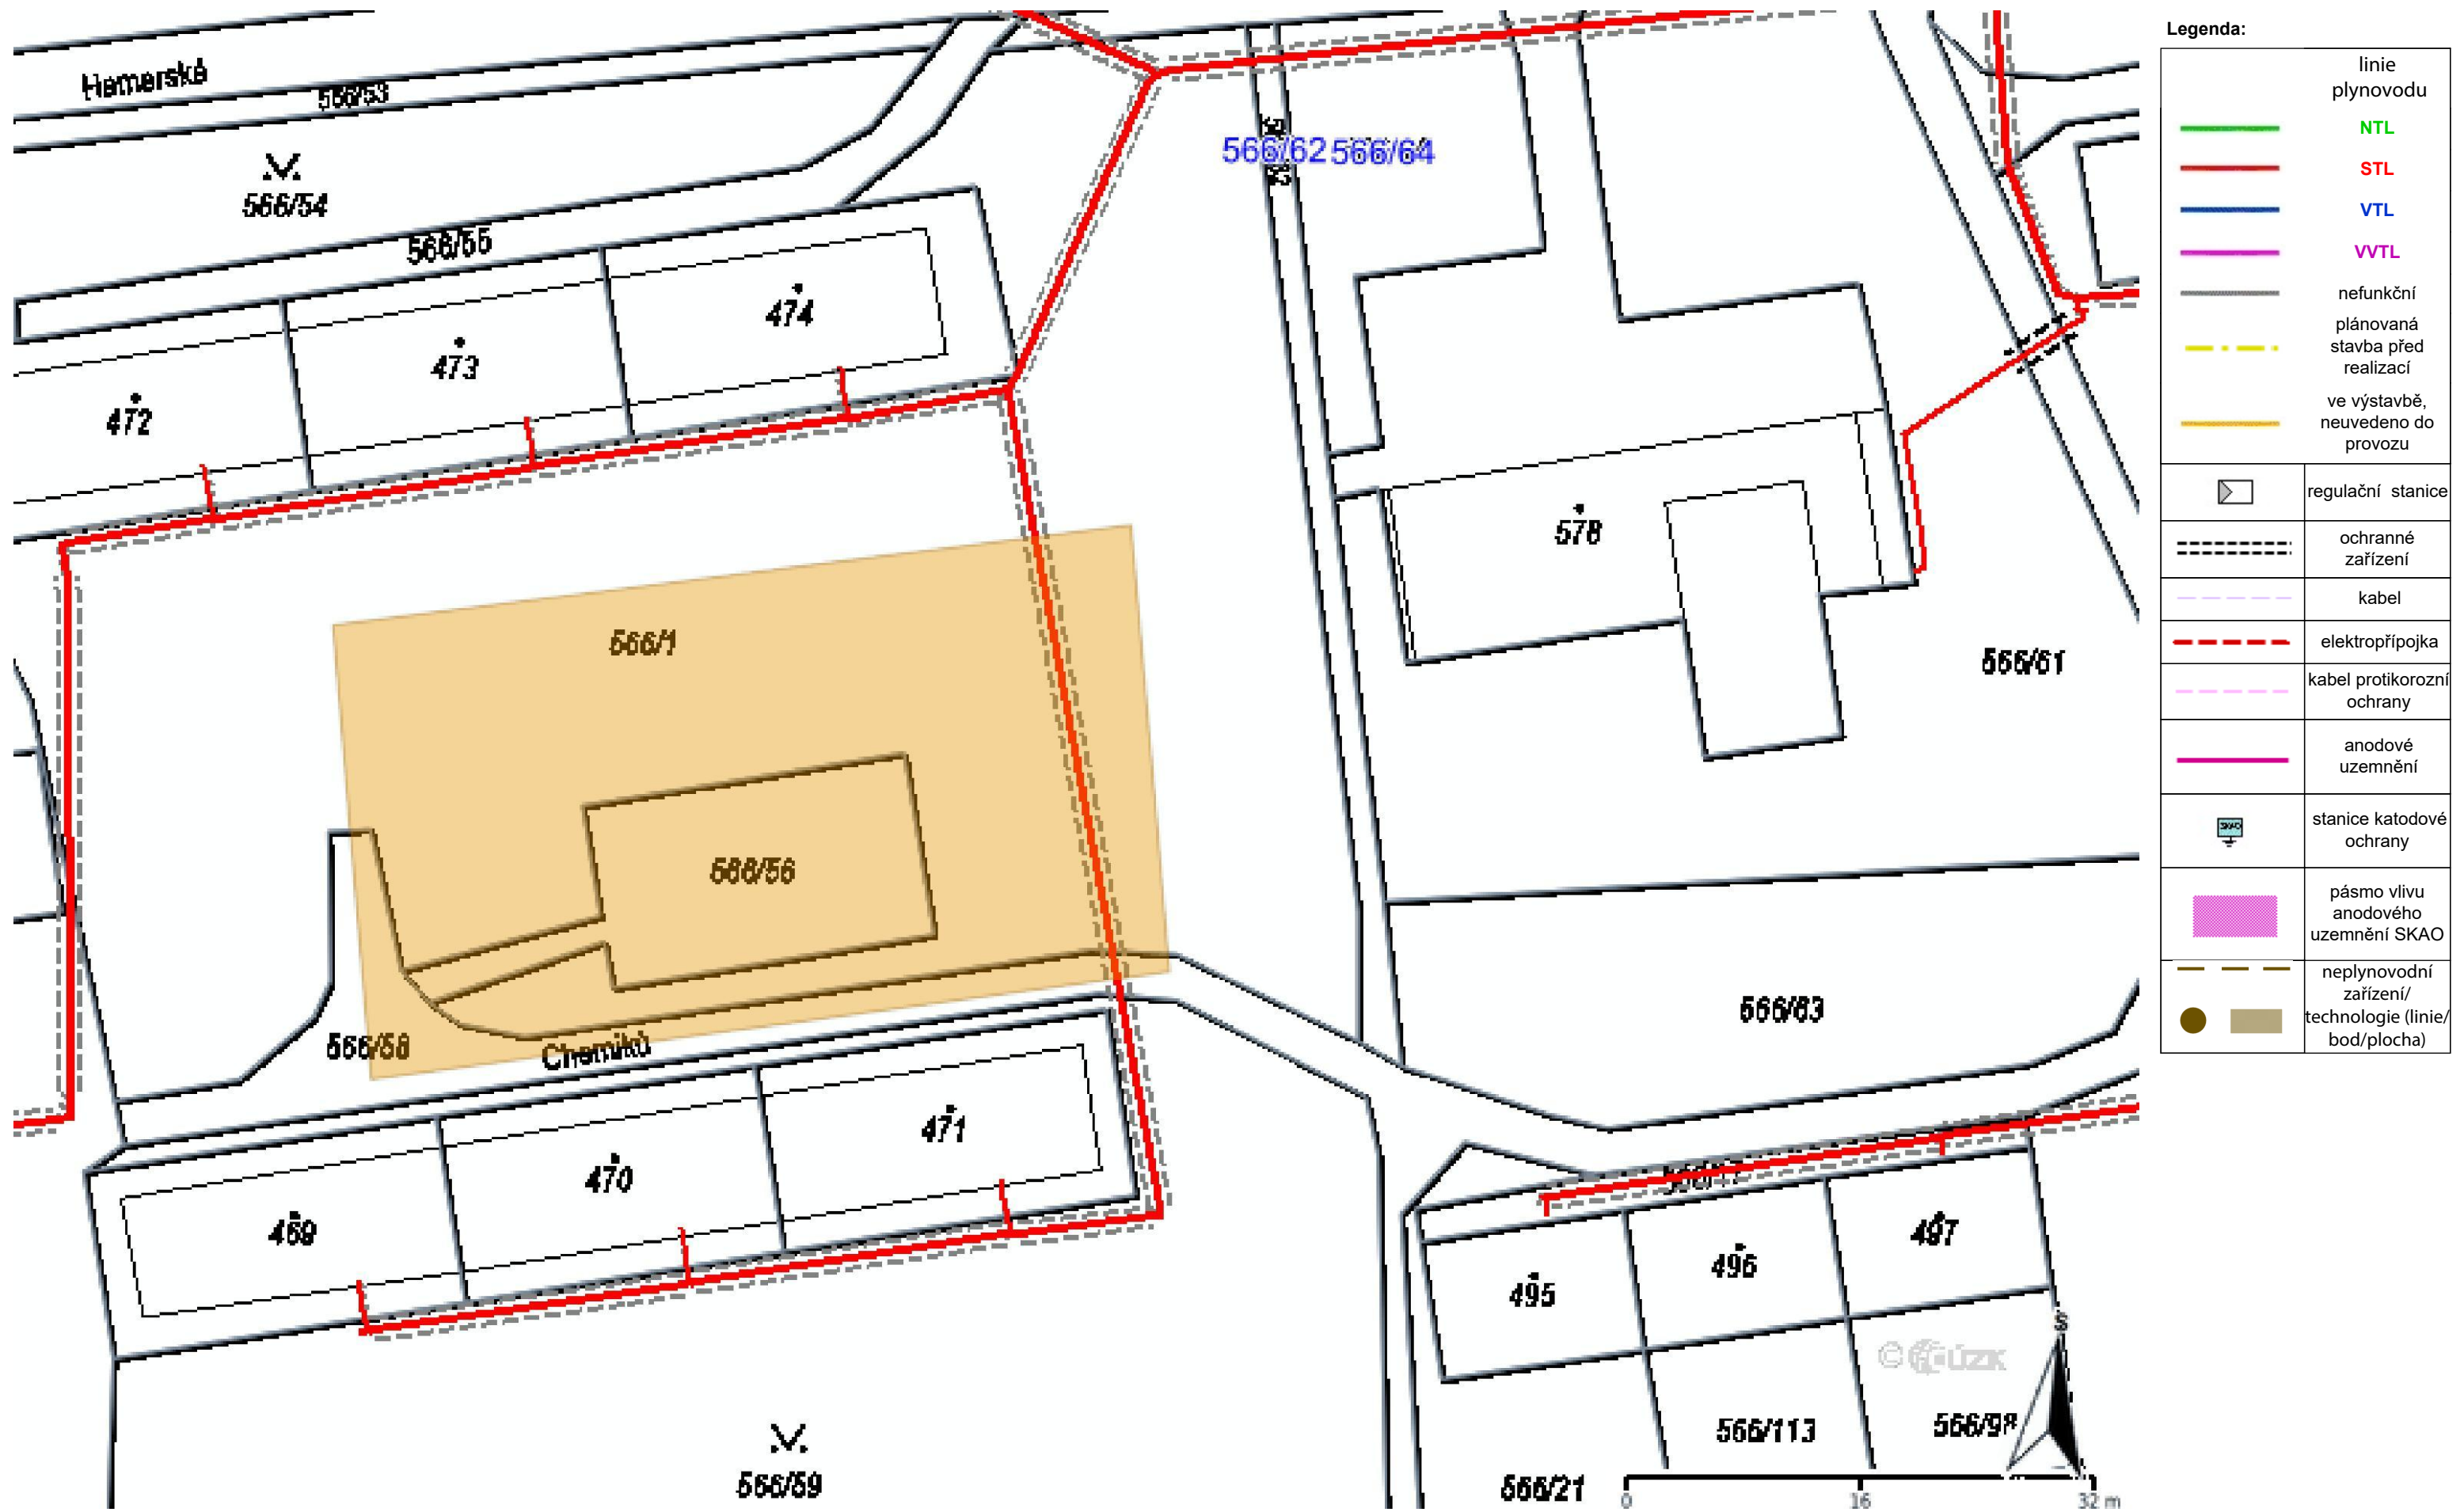 Hamerská
566/53
566/54
566/55
566/62 566/64
474
473
472
578
566/1
566/61
566/56
566/58
Chemiků
566/63
471
470
469
497
496
495
566/113
566/21
566/59
0 16 32 m
Legenda:
linie
plynovodu
NTL
STL
VTL
VVTL
nefunkční
plánovaná
stavba před
realizací
ve výstavbě,
neuvedeno do
provozu
regulační stanice
ochranné
zařízení
kabel
elektropřípojka
kabel protikorozní
ochrany
anodové
uzemnění
SKAO
stanice katodové
ochrany
pásmo vlivu
anodového
uzemnění SKAO
neplynovodní
zařízení/
technologie (linie/
bod/plocha)